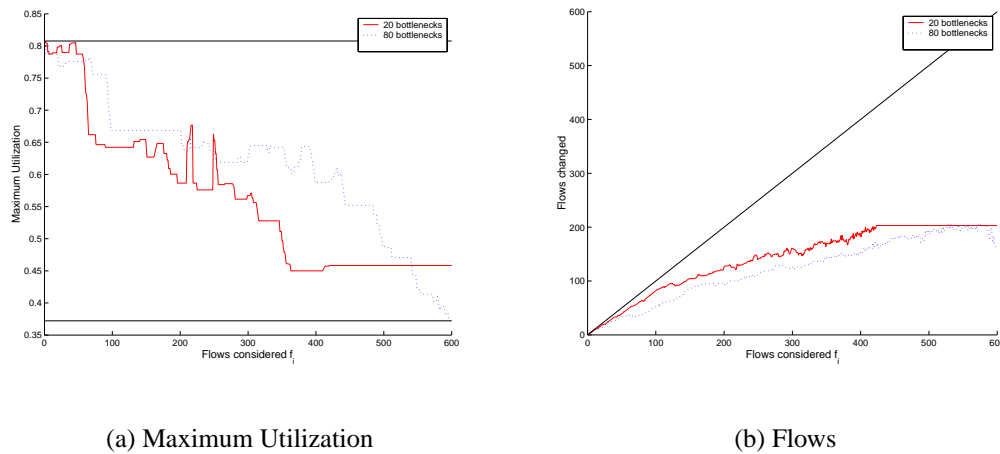 20 bottlenecks
80 bottlenecks
0.85
0.8
0.75
0.7
0.65
0.6
0.55
0.5
0.45
0.4
0.35
0 100 200 300 400 500 600
Maximum Utilization
Flows considered f_i
(a) Maximum Utilization
20 bottlenecks
80 bottlenecks
600
500
400
300
200
100
0
0 100 200 300 400 500 600
Flows changed
Flows considered f_i
(b) Flows